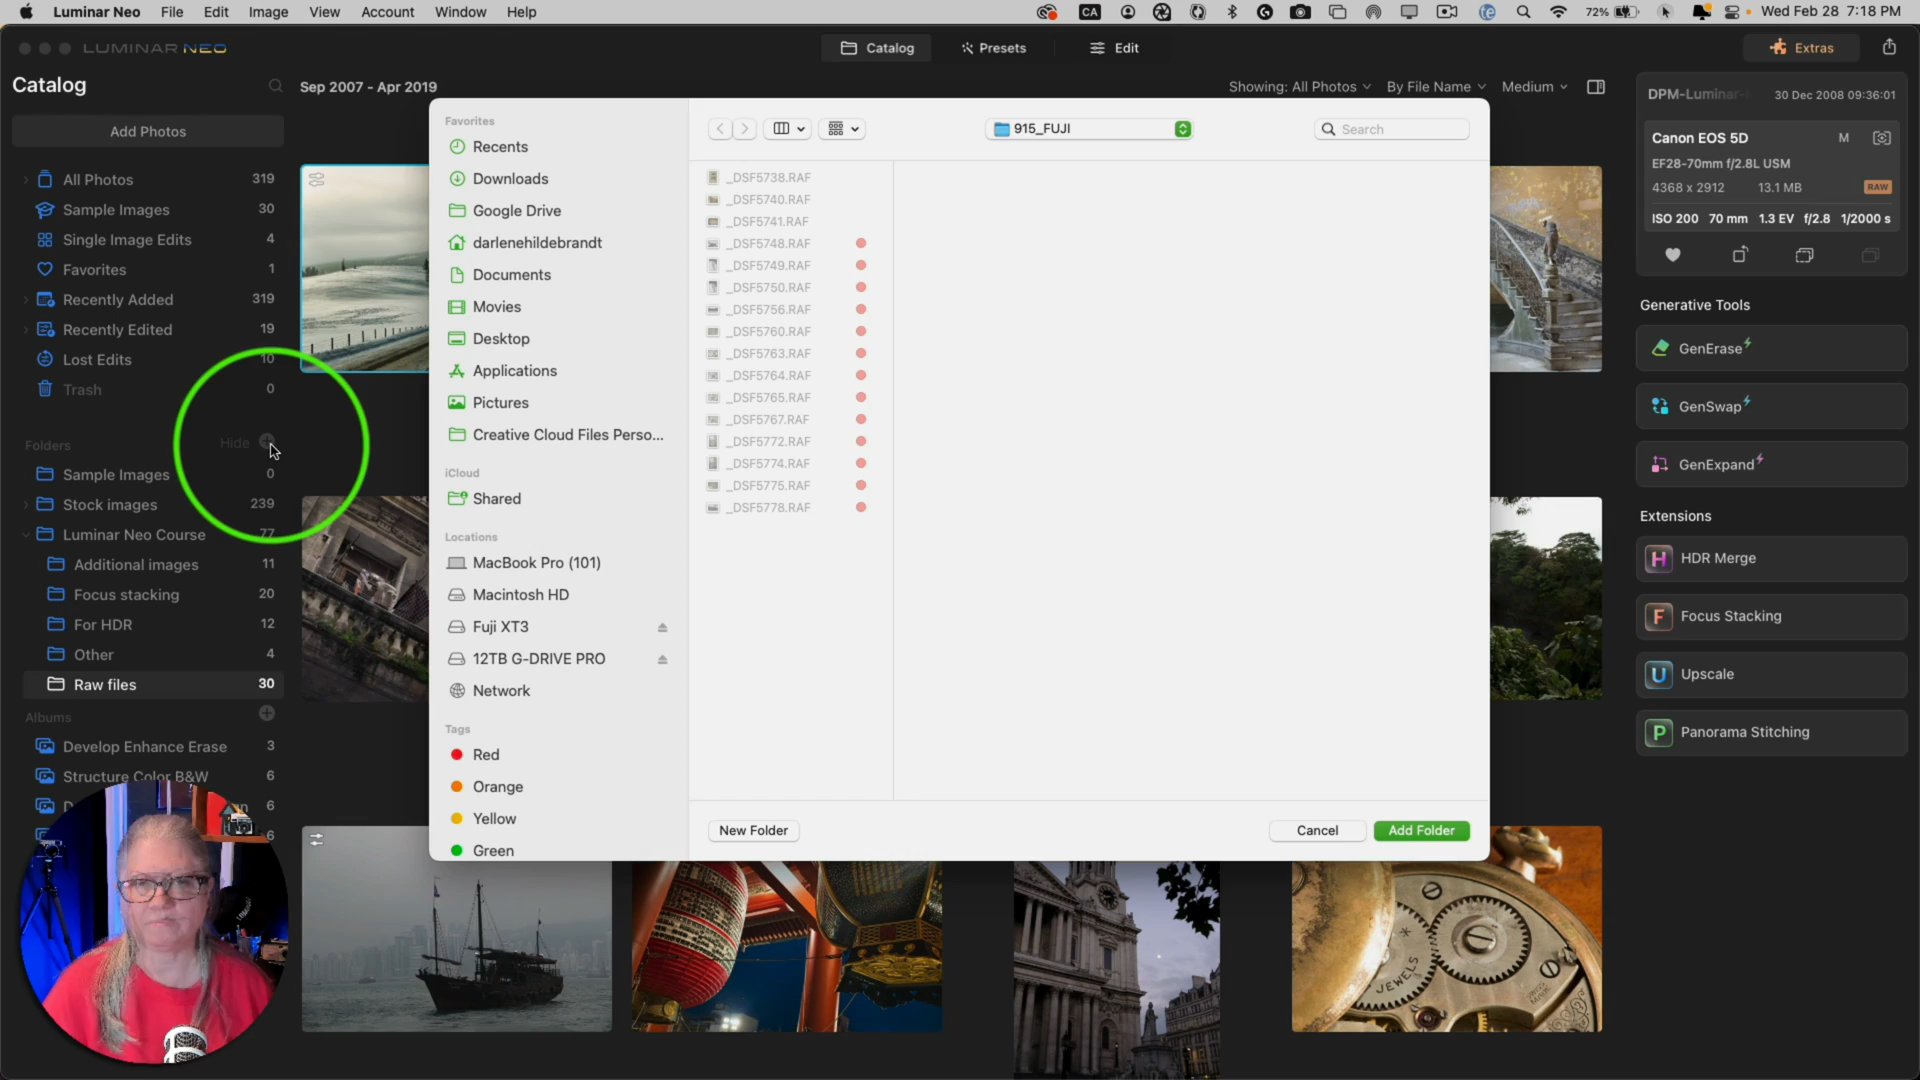 Luminar Neo File Edit Image View Account Window Help
CA 72% Wed Feb 28 7:18 PM
LUMINAR NEO
Catalog Presets Edit
Extras
Catalog
Sep 2007 - Apr 2019
Showing: All Photos By File Name Medium
Add Photos
All Photos 319
Sample Images 30
Single Image Edits 4
Favorites 1
Recently Added 319
Recently Edited 19
Lost Edits 10
Trash 0
Folders Hide
Sample Images 0
Stock images 239
Luminar Neo Course 77
Additional images 11
Focus stacking 20
For HDR 12
Other 4
Raw files 30
Albums
Develop Enhance Erase 3
Structure Color B&W 6
6
6
Favorites
Recents
Downloads
Google Drive
darlenehildebrandt
Documents
Movies
Desktop
Applications
Pictures
Creative Cloud Files Perso...
iCloud
Shared
Locations
MacBook Pro (101)
Macintosh HD
Fuji XT3
12TB G-DRIVE PRO
Network
Tags
Red
Orange
Yellow
Green
915_FUJI
Search
_DSF5738.RAF
_DSF5740.RAF
_DSF5741.RAF
_DSF5748.RAF
_DSF5749.RAF
_DSF5750.RAF
_DSF5756.RAF
_DSF5760.RAF
_DSF5763.RAF
_DSF5764.RAF
_DSF5765.RAF
_DSF5767.RAF
_DSF5772.RAF
_DSF5774.RAF
_DSF5775.RAF
_DSF5778.RAF
New Folder
Cancel
Add Folder
JEWELS
DPM-Luminar- 30 Dec 2008 09:36:01
Canon EOS 5D M
EF28-70mm f/2.8L USM
4368 x 2912 13.1 MB RAW
ISO 200 70 mm 1.3 EV f/2.8 1/2000 s
Generative Tools
GenErase
GenSwap
GenExpand
Extensions
H HDR Merge
F Focus Stacking
U Upscale
P Panorama Stitching